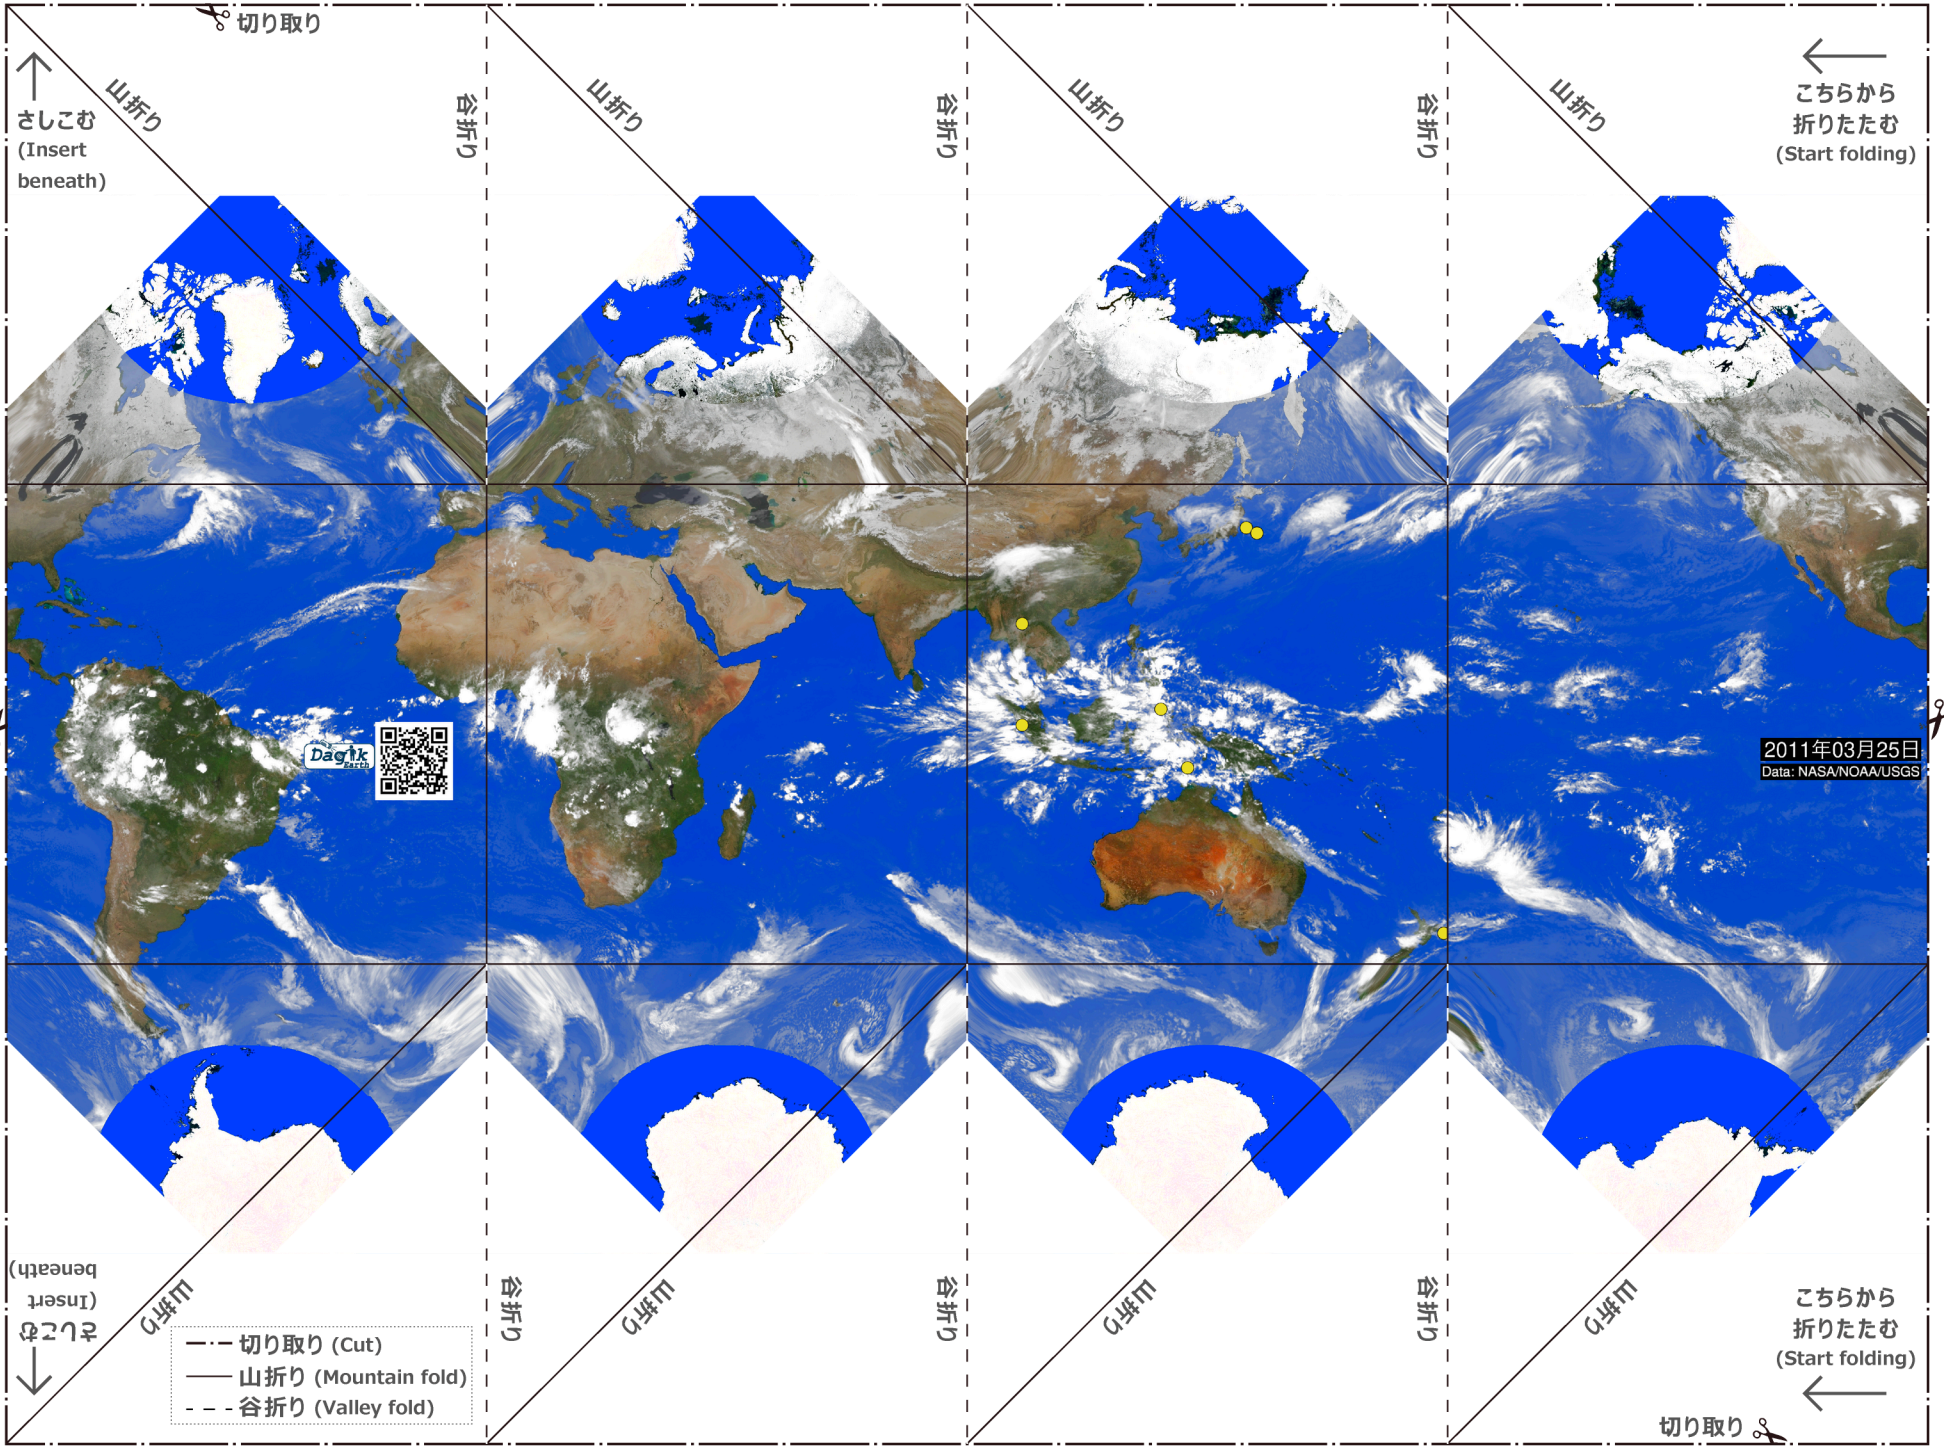 切り取り
山折り
谷折り
山折り
谷折り
山折り
谷折り
山折り
さしこむ
(Insert
beneath)
こちらから
折りたたむ
(Start folding)
Dagik
Earth
2011年03月25日
Data: NASA/NOAA/USGS
さしこむ
(Insert
beneath)
山折り
谷折り
山折り
谷折り
山折り
谷折り
山折り
こちらから
折りたたむ
(Start folding)
切り取り (Cut)
山折り (Mountain fold)
谷折り (Valley fold)
切り取り